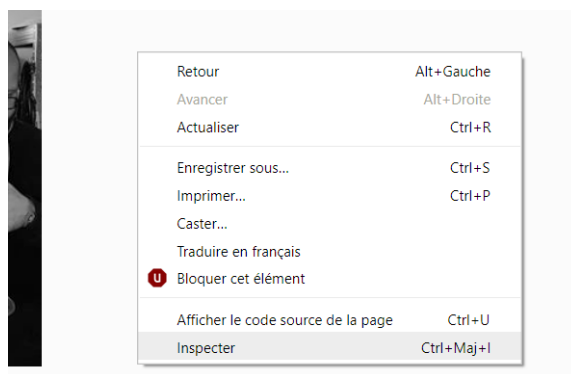 Retour Alt+Gauche
Avancer Alt+Droite
Actualiser Ctrl+R
Enregistrer sous... Ctrl+S
Imprimer... Ctrl+P
Caster...
Traduire en français
U Bloquer cet élément
Afficher le code source de la page Ctrl+U
Inspecter Ctrl+Maj+I